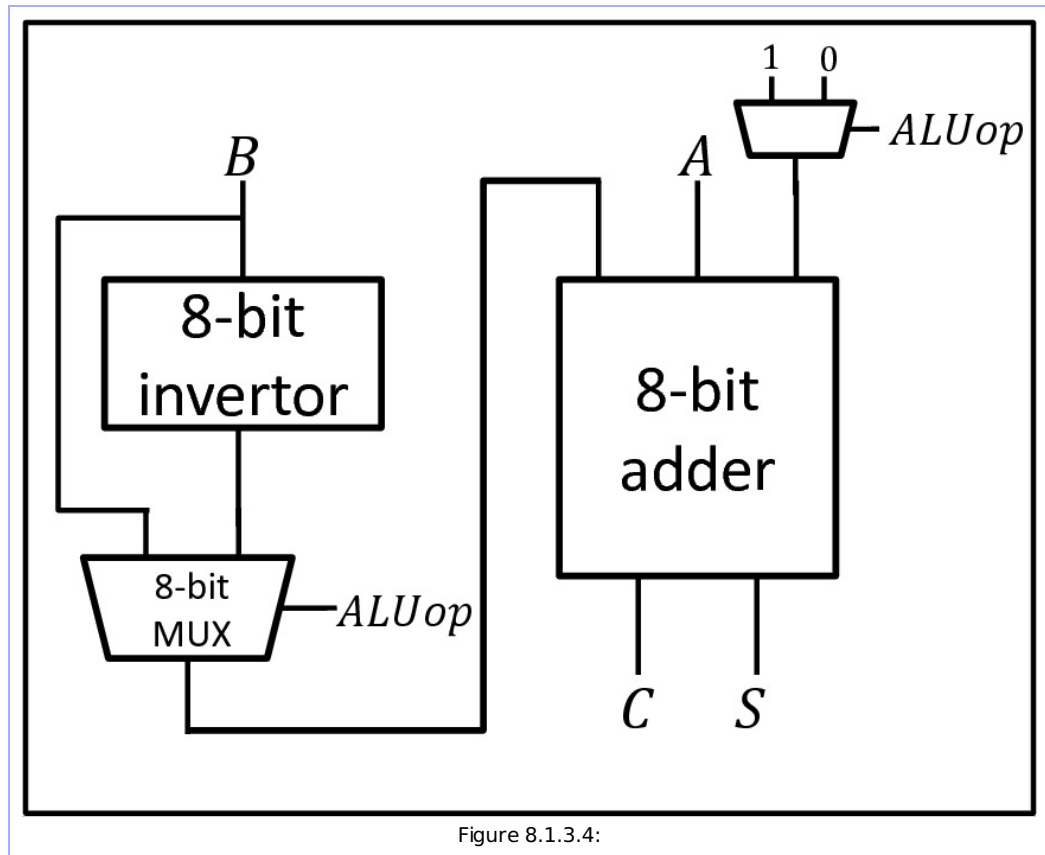 1 0
ALUop
B
A
8-bit
invertor
8-bit
adder
8-bit
MUX
ALUop
C
S
Figure 8.1.3.4: